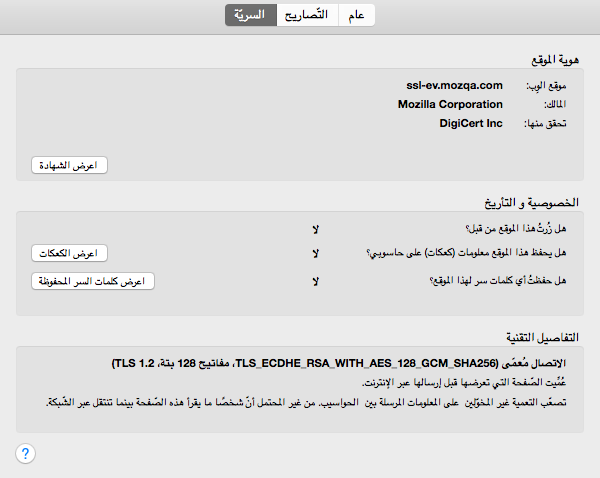 عام
التّصاريح
السريّة
هوية الموقع
موقع الوِب: ssl-ev.mozqa.com
المالك: Mozilla Corporation
تحقق منها: DigiCert Inc
اعرض الشهادة
الخصوصية و التأريخ
هل زُرتُ هذا الموقع من قبل؟ لا
هل يحفظ هذا الموقع معلومات (كعكات) على حاسوبي؟ لا اعرض الكعكات
هل حفظتُ أي كلمات سر لهذا الموقع؟ لا اعرض كلمات السر المحفوظة
التفاصيل التقنية
الاتصال مُعمّى (TLS_ECDHE_RSA_WITH_AES_128_GCM_SHA256، مفاتيح 128 بتة، TLS 1.2)
عُمِّيت الصّفحة التي تعرضها قبل إرسالها عبر الإنترنت.
تصعّب التعمية غير المخوّلين على المعلومات المرسلة بين الحواسيب. من غير المحتمل أنّ شخصًا ما يقرأ هذه الصّفحة بينما تنتقل عبر الشّبكة.
?